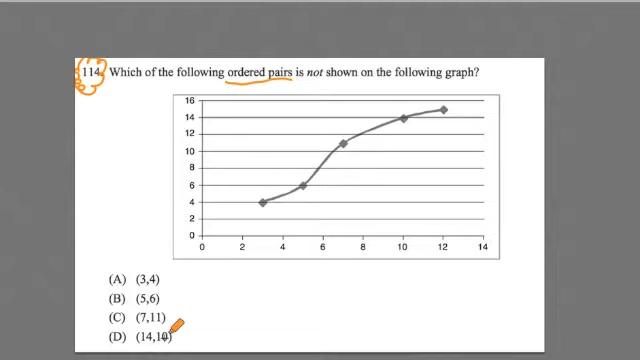 114. Which of the following ordered pairs is not shown on the following graph?
16
14
12
10
8
6
4
2
0
0 2 4 6 8 10 12 14
(A) (3,4)
(B) (5,6)
(C) (7,11)
(D) (14,10)